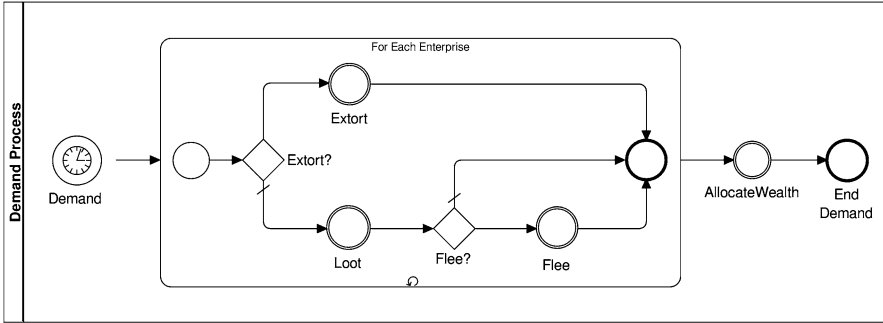 Demand Process
Demand
For Each Enterprise
Extort?
Extort
Loot
Flee?
Flee
AllocateWealth
End
Demand